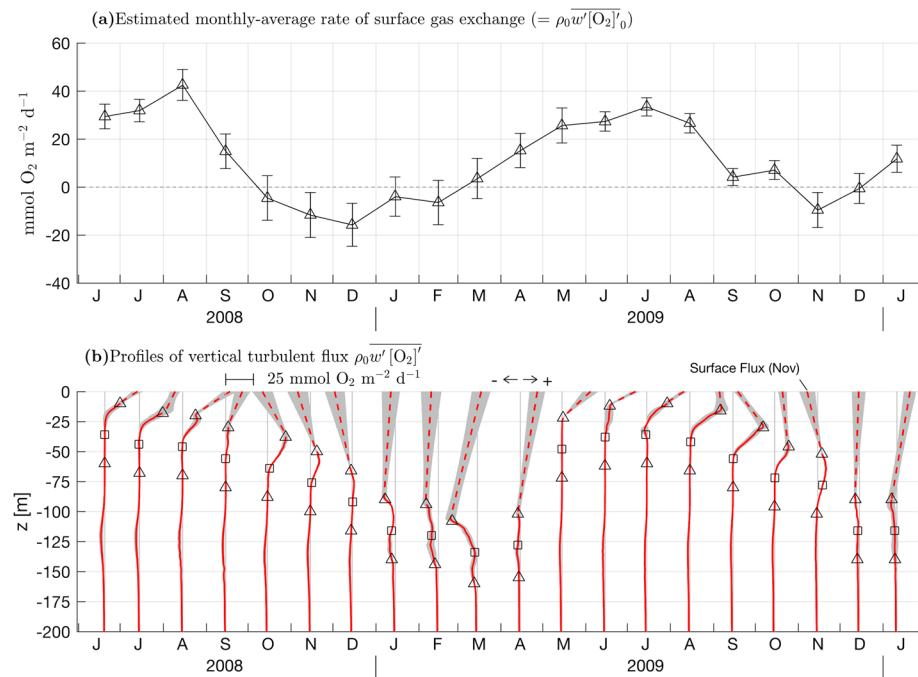 (a)Estimated monthly-average rate of surface gas exchange (= ρ₀w′[O₂]′₀)
mmol O₂ m⁻² d⁻¹
60
40
20
0
-20
-40
J J A S O N D J F M A M J J A S O N D J
2008 2009
(b)Profiles of vertical turbulent flux ρ₀w′ [O₂]′
25 mmol O₂ m⁻² d⁻¹
- +
Surface Flux (Nov)
z [m]
0
-25
-50
-75
-100
-125
-150
-175
-200
J J A S O N D J F M A M J J A S O N D J
2008 2009